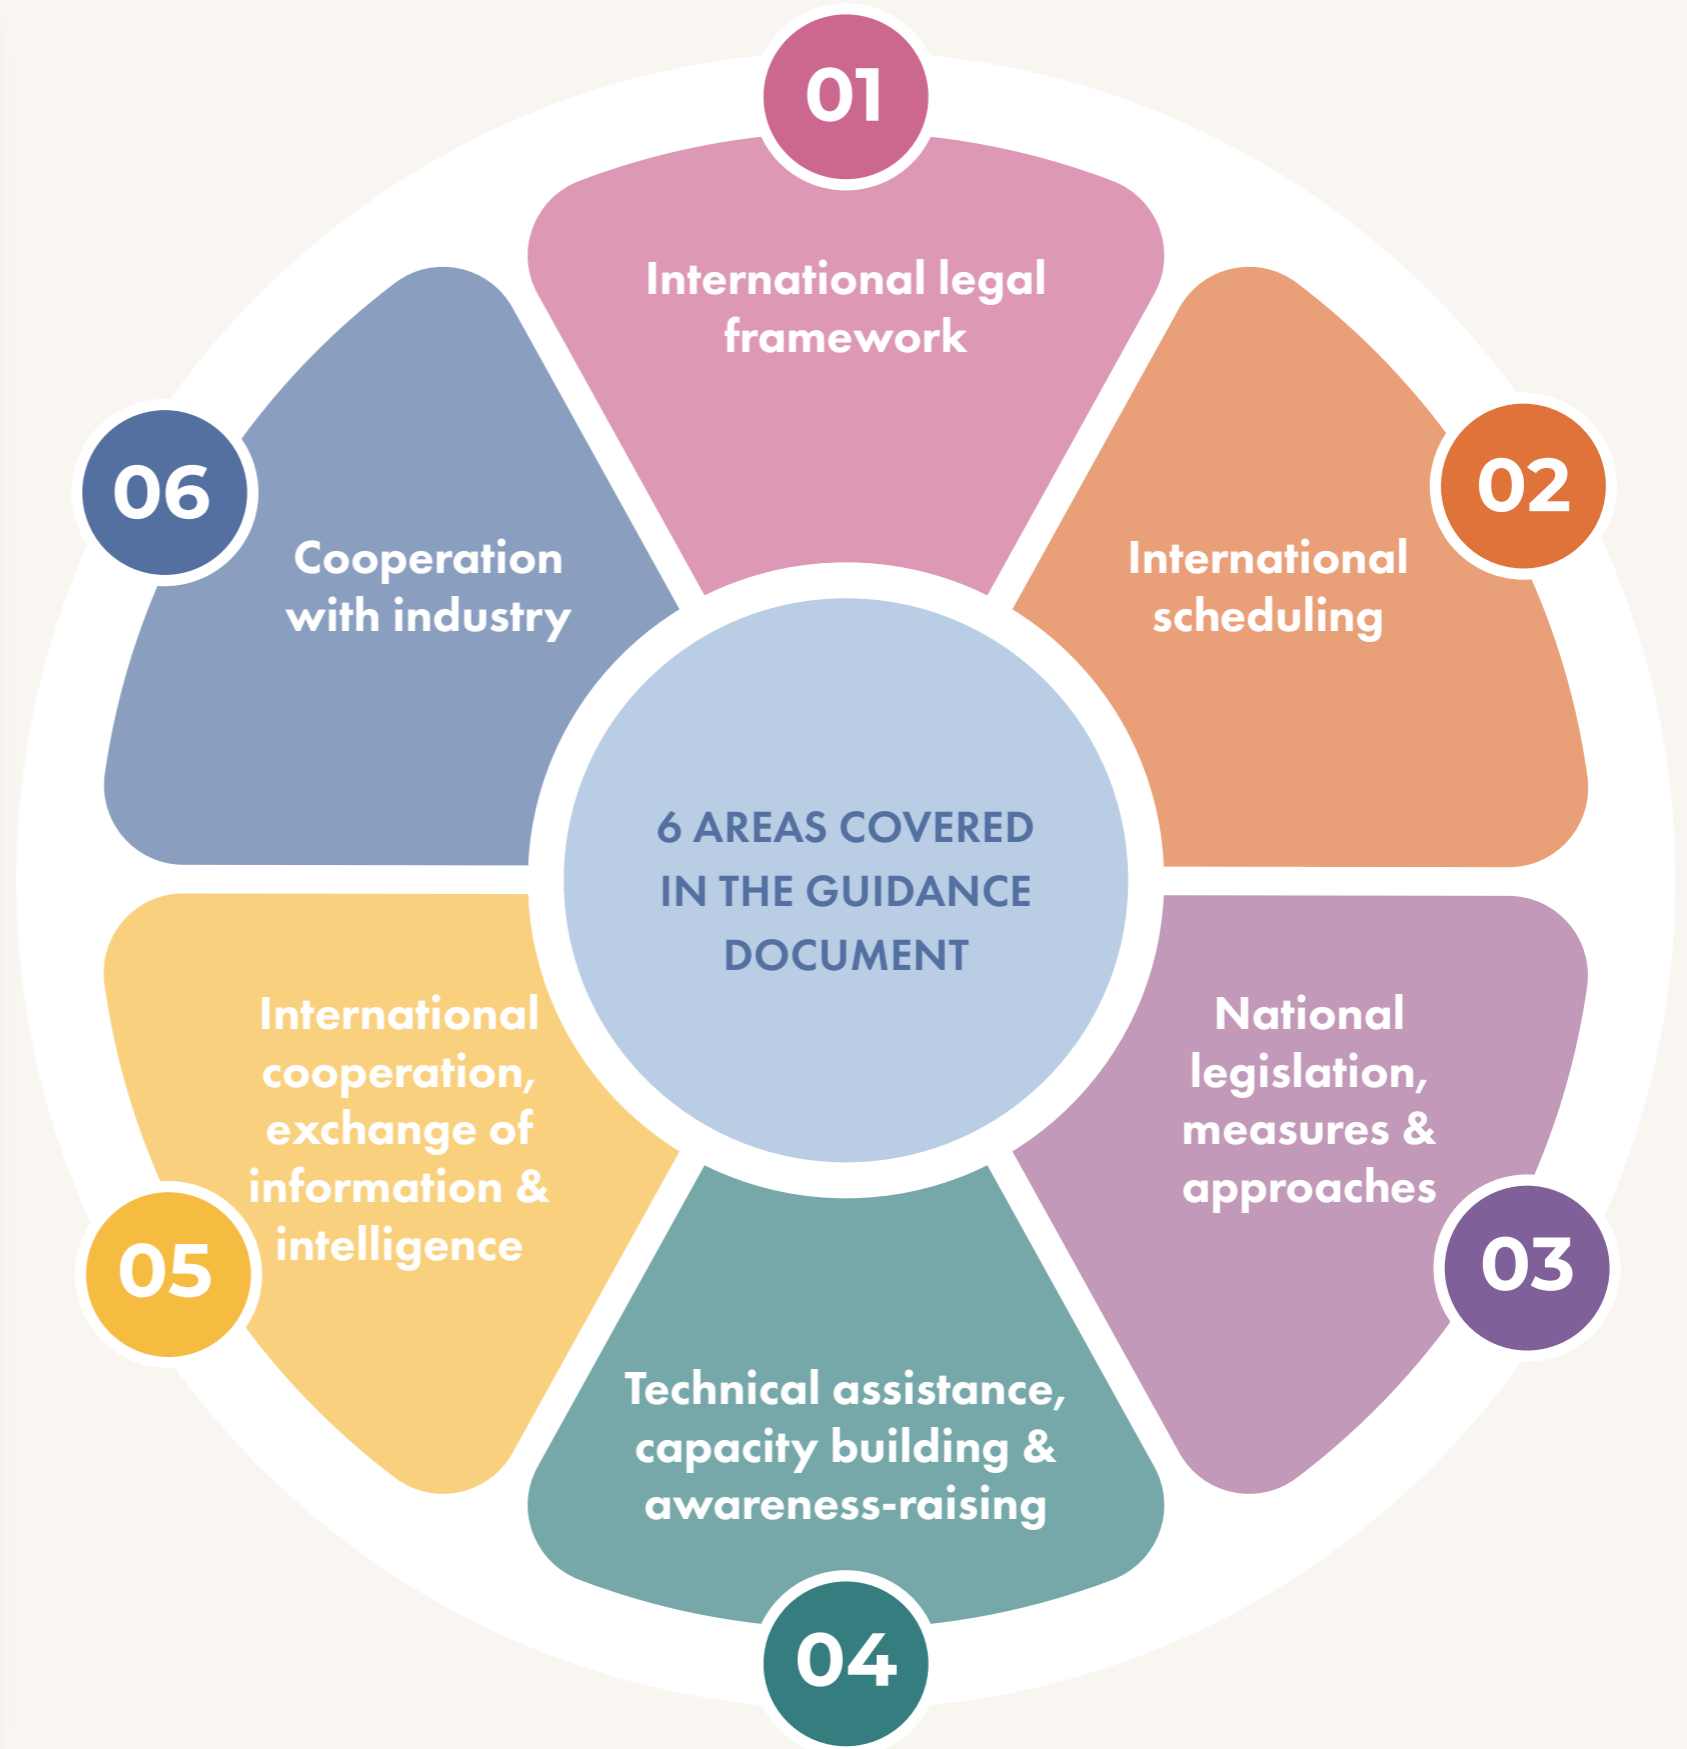 01
International legal
framework
02
International
scheduling
03
National
legislation,
measures &
approaches
04
Technical assistance,
capacity building &
awareness-raising
05
International
cooperation,
exchange of
information &
intelligence
06
Cooperation
with industry
6 AREAS COVERED
IN THE GUIDANCE
DOCUMENT